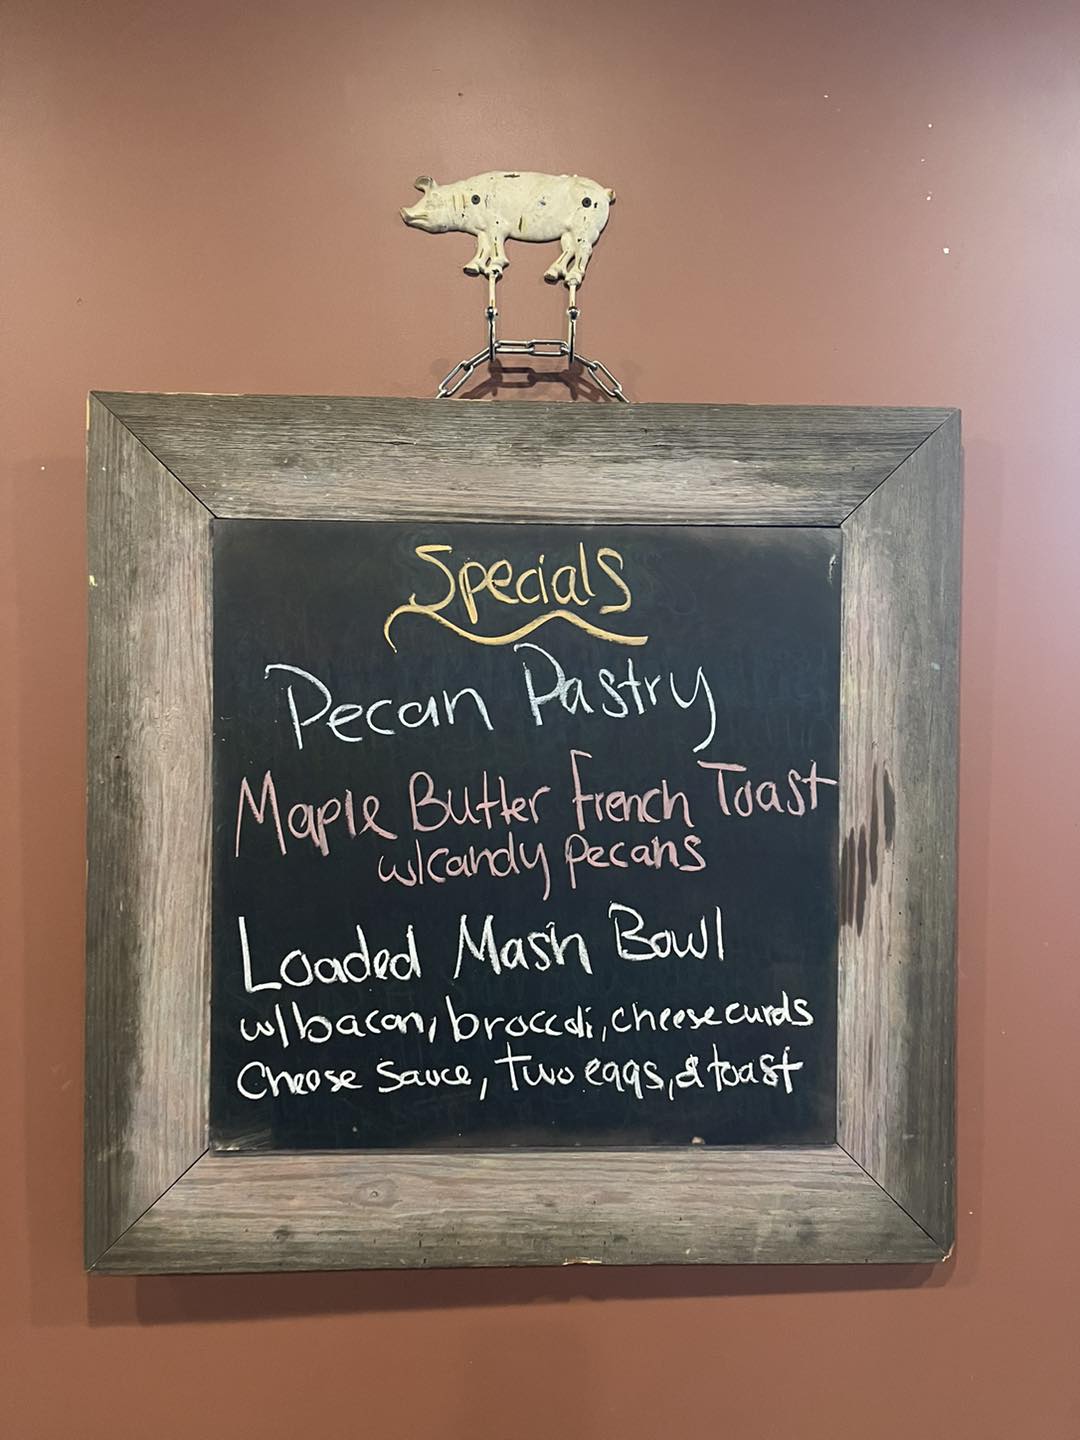 Specials
Pecan Pastry
Maple Butter French Toast
w/candy pecans
Loaded Mash Bowl
w/bacon, broccoli, cheese curds
Cheese Sauce, Two eggs, & toast